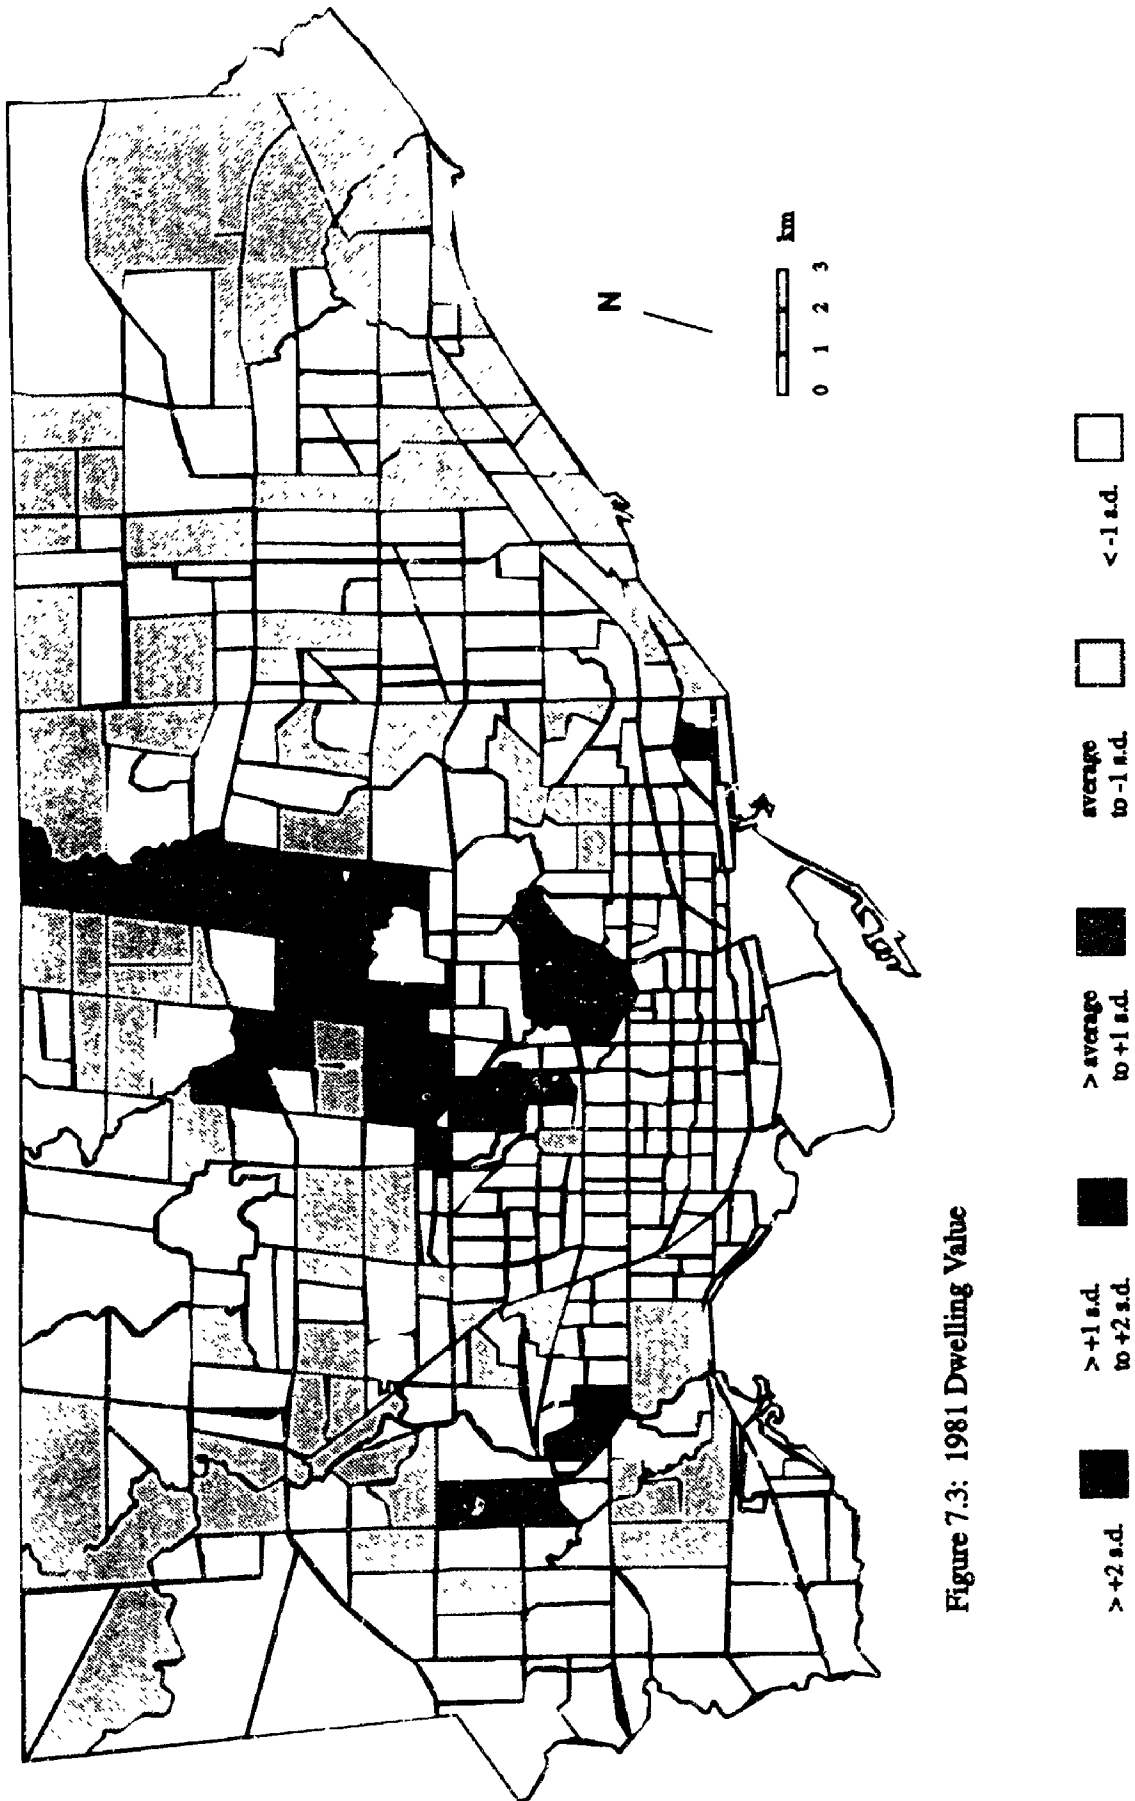 N
km
0 1 2 3
Figure 7.3: 1981 Dwelling Value
> +2 s.d.
> +1 s.d.
to +2 s.d.
> average
to +1 s.d.
average
to -1 s.d.
< -1 s.d.